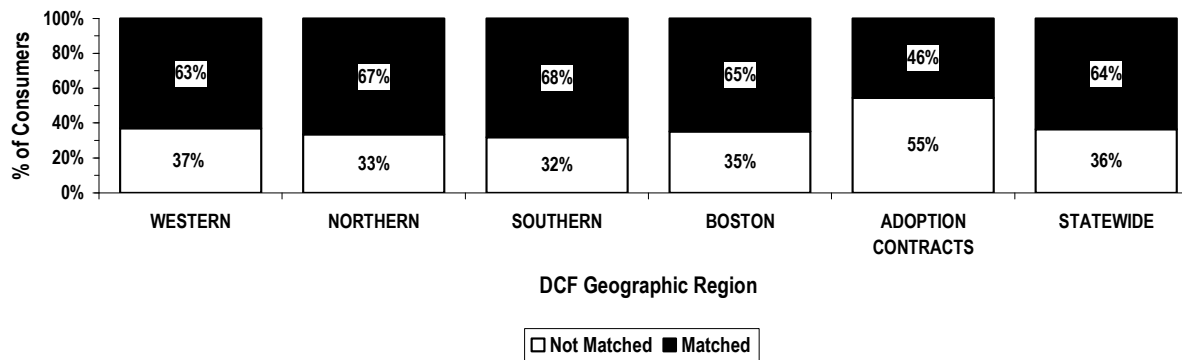 100%
80%
60%
40%
20%
0%
% of Consumers
63% 67% 68% 65% 46% 64%
37% 33% 32% 35% 55% 36%
WESTERN NORTHERN SOUTHERN BOSTON ADOPTION CONTRACTS STATEWIDE
DCF Geographic Region
Not Matched Matched